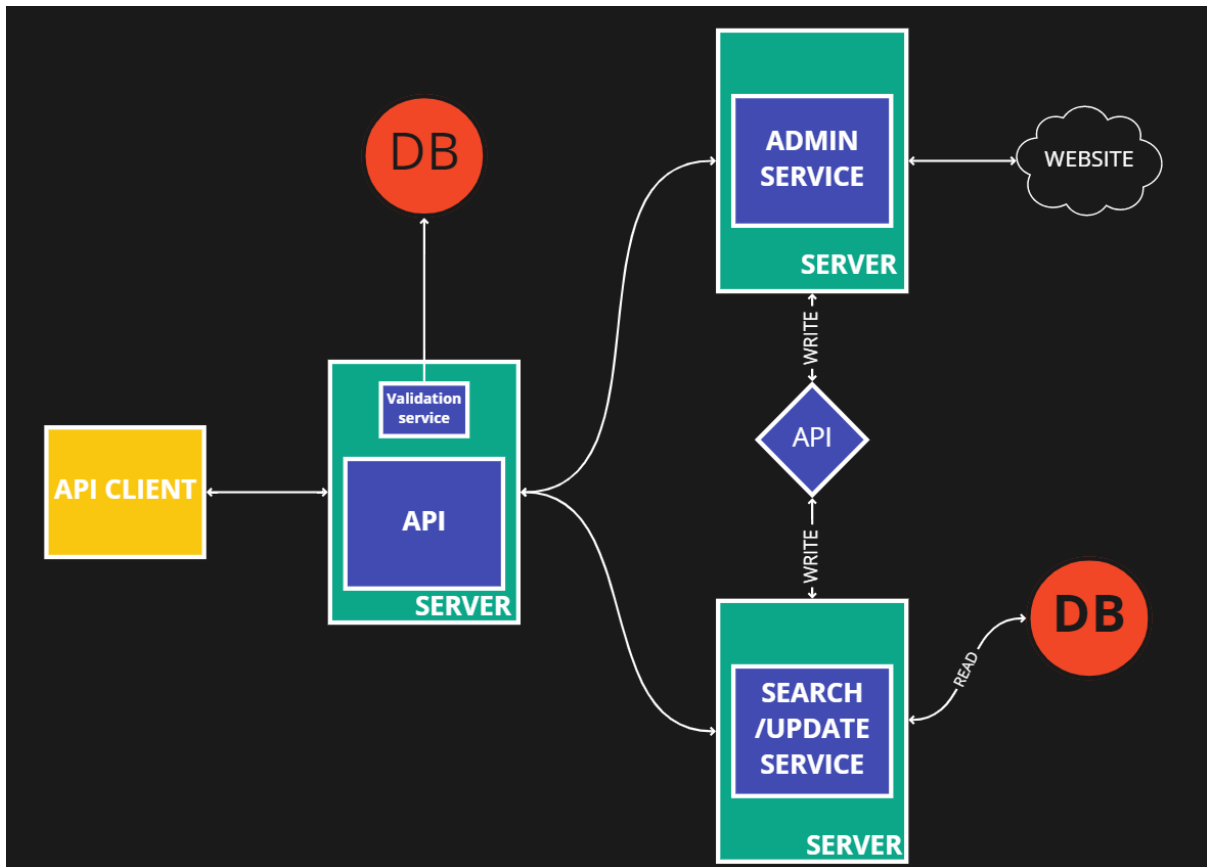 DB
ADMIN
SERVICE
WEBSITE
SERVER
WRITE
Validation
service
API
API CLIENT
API
SERVER
WRITE
DB
READ
SEARCH
/UPDATE
SERVICE
SERVER